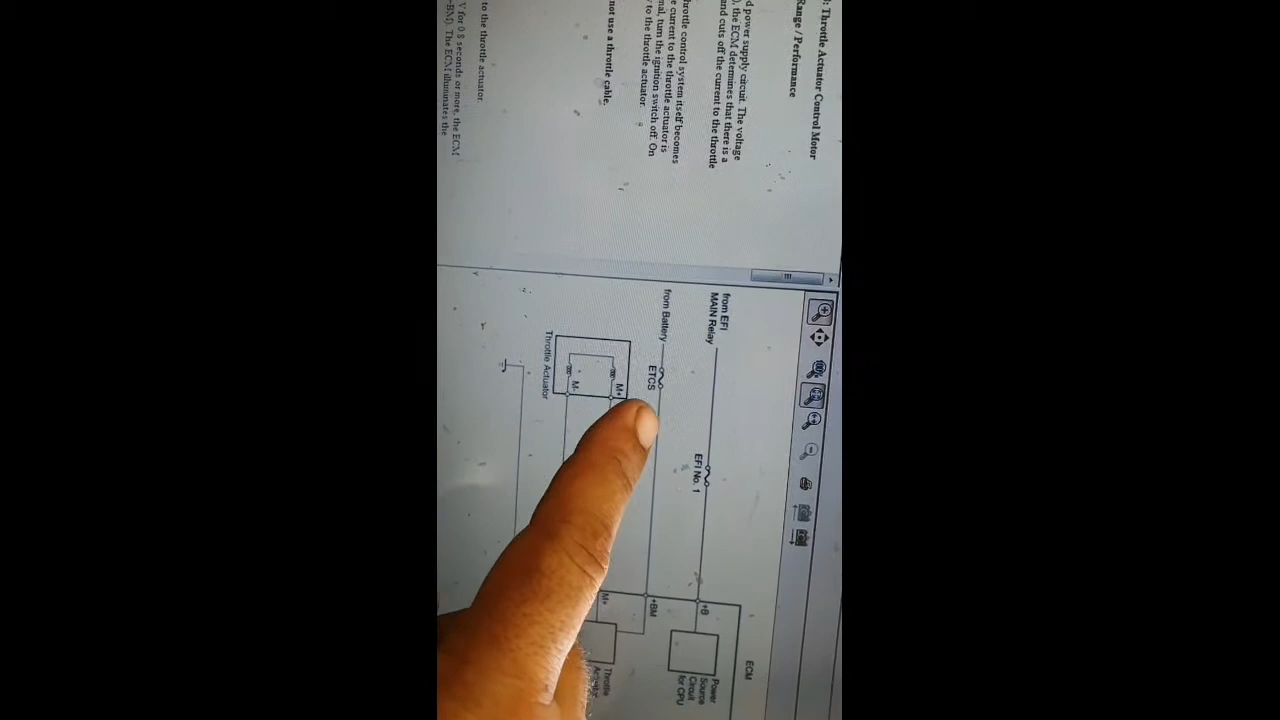 ): Throttle Actuator Control Motor
Range / Performance
d power supply circuit. The voltage
), the ECM determines that there is a
and cuts off the current to the throttle
hrottle control system itself becomes
e current to the throttle actuator is
mal, turn the ignition switch off. On
y to the throttle actuator.
not use a throttle cable.
to the throttle actuator.
V for 0.8 seconds or more, the ECM
-BM). The ECM illuminates the
from EFI
MAIN Relay
EFI No. 1
from Battery
ETCS
M+
M-
Throttle Actuator
ECM
+B
Power
Source
Circuit
for CPU
+BM
M+
Throttle